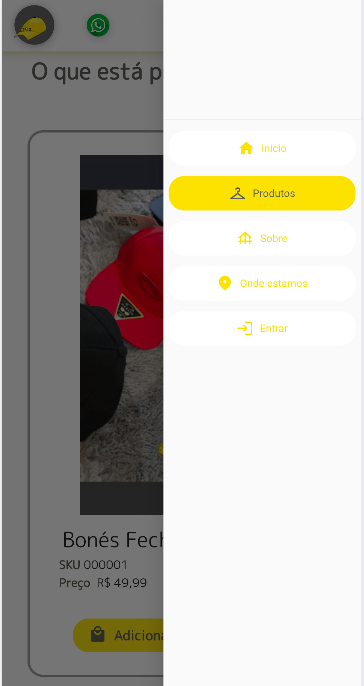 O que está p
Início
Produtos
Sobre
Onde estamos
Entrar
Bonés Fech
SKU 000001
Preço R$ 49,99
Adiciona